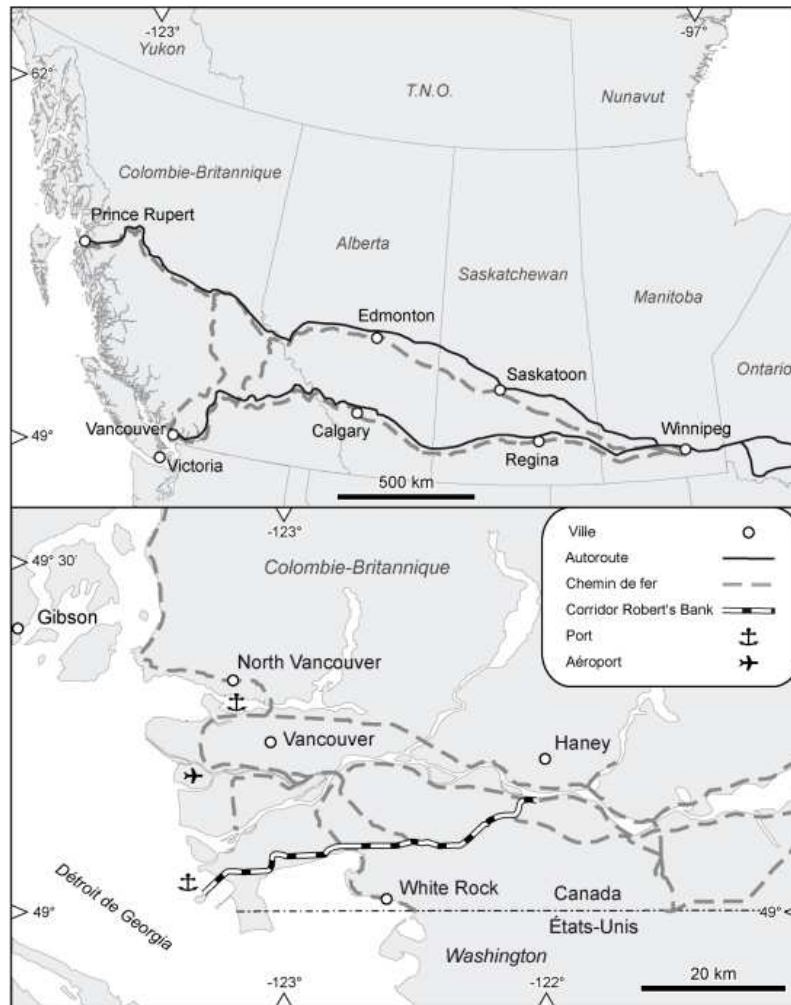 -123°
-97°
Yukon
62°
T.N.O.
Nunavut
Colombie-Britannique
Prince Rupert
Alberta
Saskatchewan
Manitoba
Edmonton
Saskatoon
Ontario
Vancouver
Calgary
Winnipeg
49°
Victoria
Regina
500 km
-123°
49° 30'
Colombie-Britannique
Ville
Autoroute
Chemin de fer
Corridor Robert's Bank
Port
Aéroport
Gibson
North Vancouver
Vancouver
Haney
Détroit de Georgia
White Rock
Canada
49°
49°
États-Unis
Washington
-123°
-122°
20 km